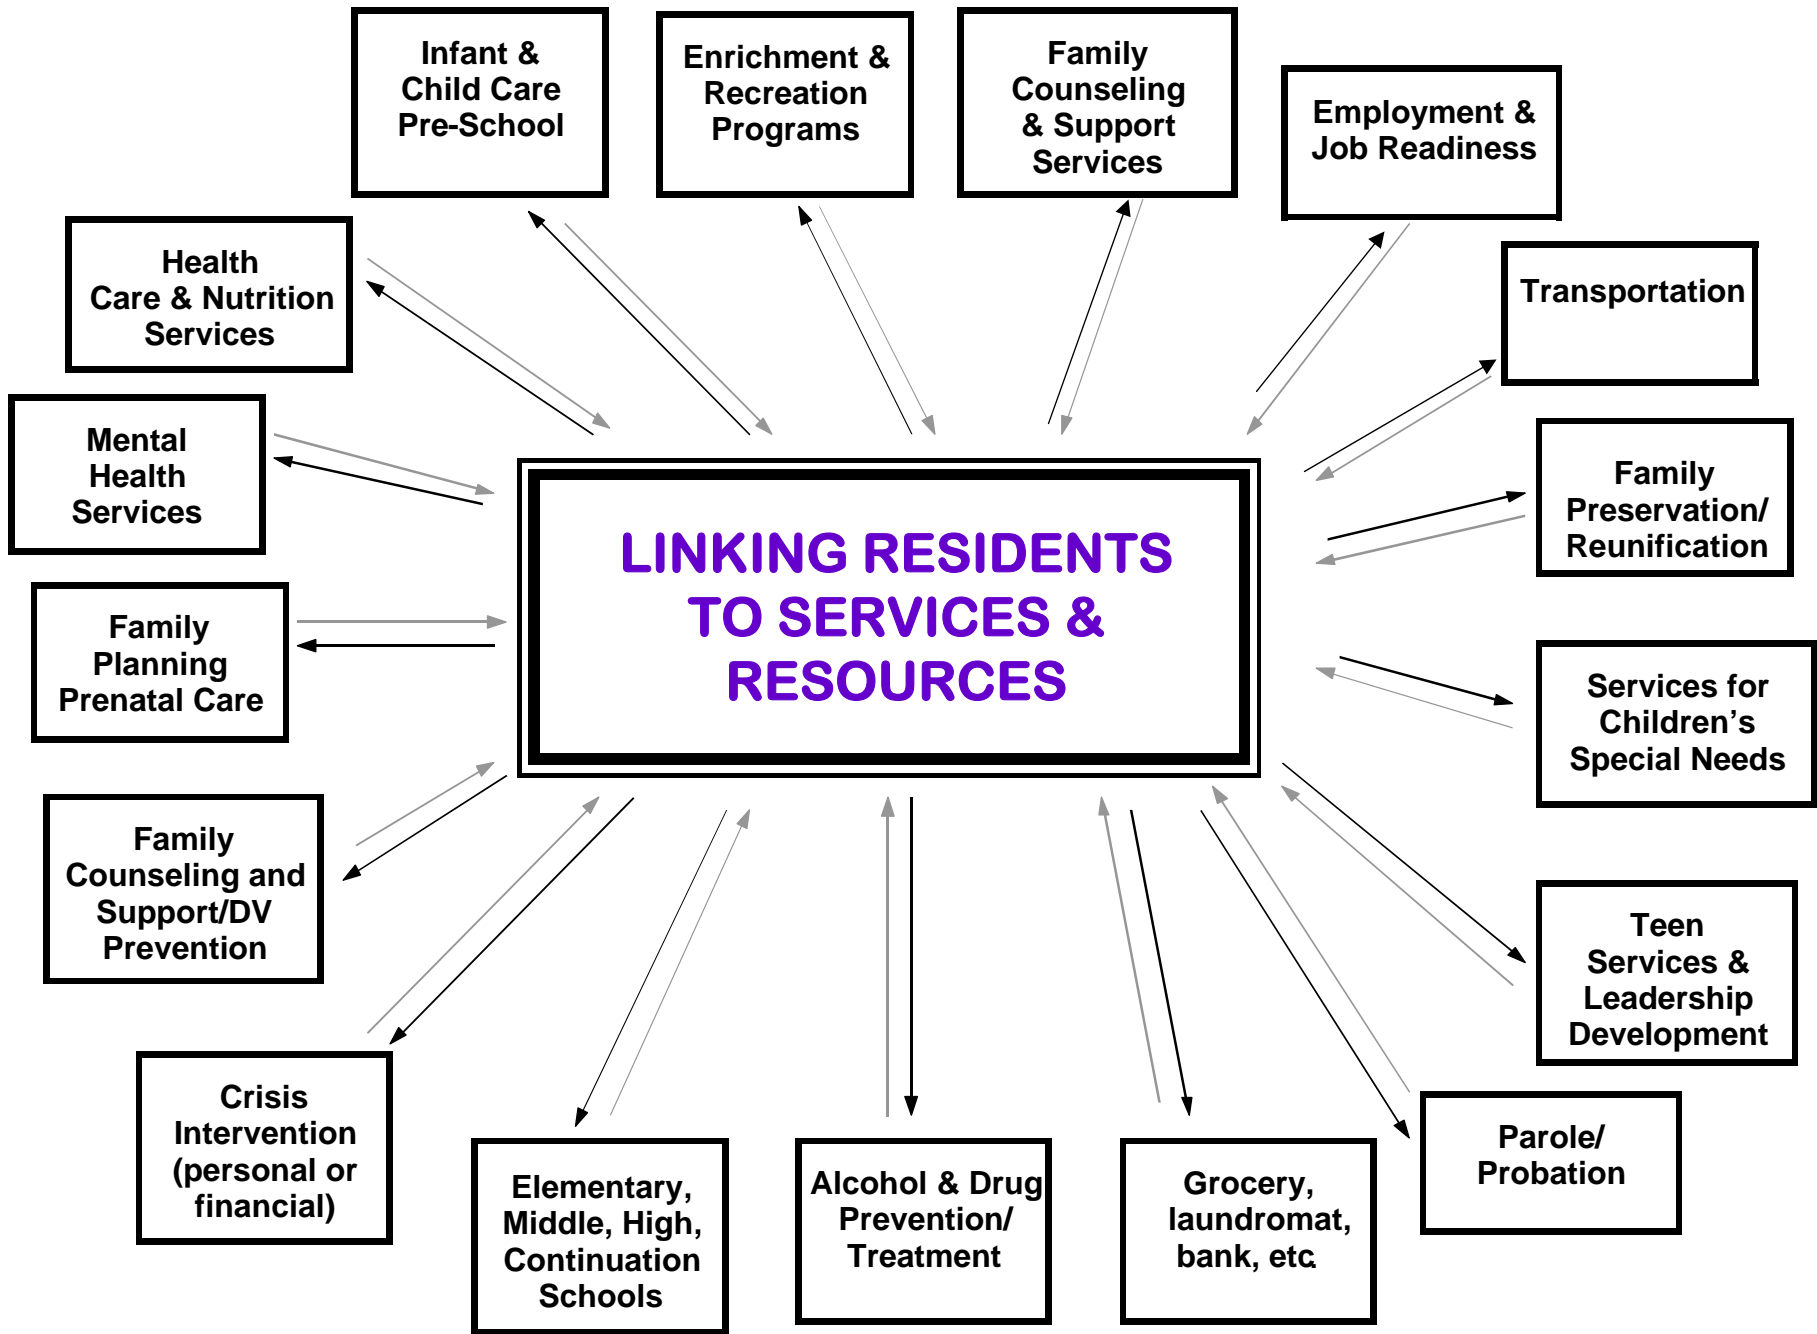 Infant &
Child Care
Pre-School
Enrichment &
Recreation
Programs
Family
Counseling
& Support
Services
Employment &
Job Readiness
Health
Care & Nutrition
Services
Transportation
Mental
Health
Services
Family
Preservation/
Reunification
LINKING RESIDENTS
TO SERVICES &
RESOURCES
Family
Planning
Prenatal Care
Services for
Children’s
Special Needs
Family
Counseling and
Support/DV
Prevention
Teen
Services &
Leadership
Development
Crisis
Intervention
(personal or
financial)
Elementary,
Middle, High,
Continuation
Schools
Alcohol & Drug
Prevention/
Treatment
Grocery,
laundromat,
bank, etc.
Parole/
Probation